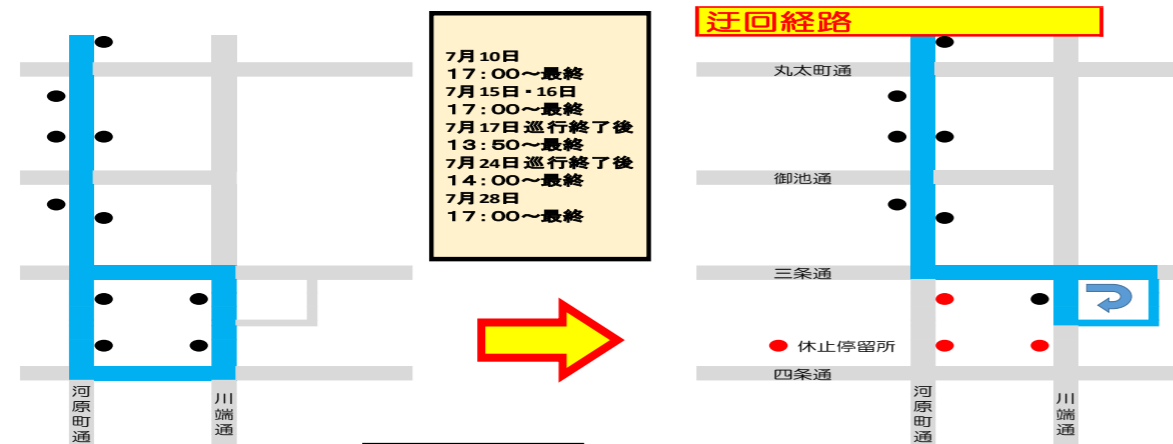 迂回経路
7月10日
17:00～最終
7月15日・16日
17:00～最終
7月17日巡行終了後
13:50～最終
7月24日巡行終了後
14:00～最終
7月28日
17:00～最終
丸太町通
御池通
三条通
休止停留所
四条通
河原町通
川端通
河原町通
川端通